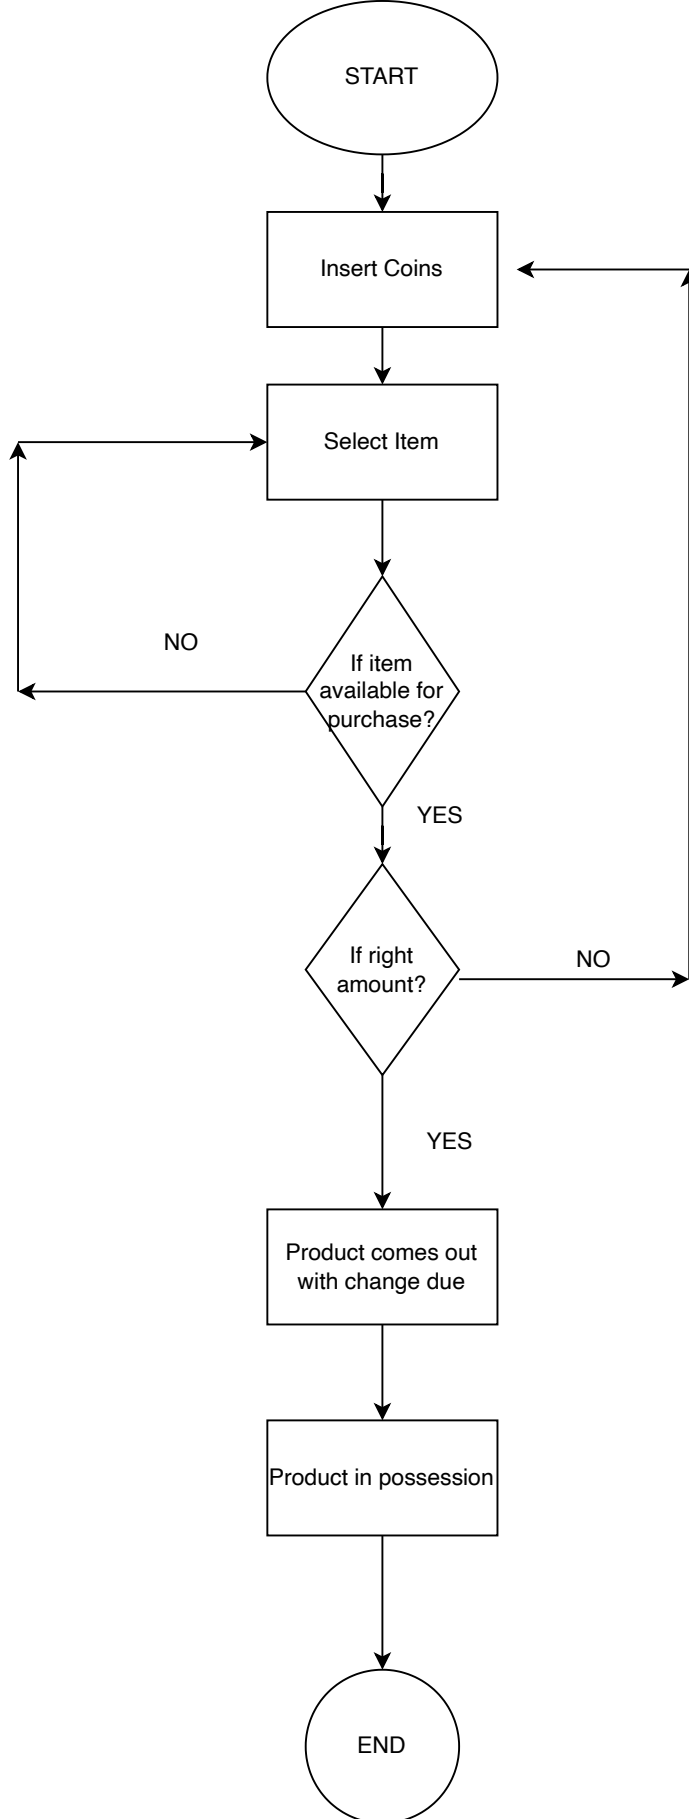 START
Insert Coins
Select Item
NO
If item
available for
purchase?
YES
If right
amount?
NO
YES
Product comes out
with change due
Product in possession
END